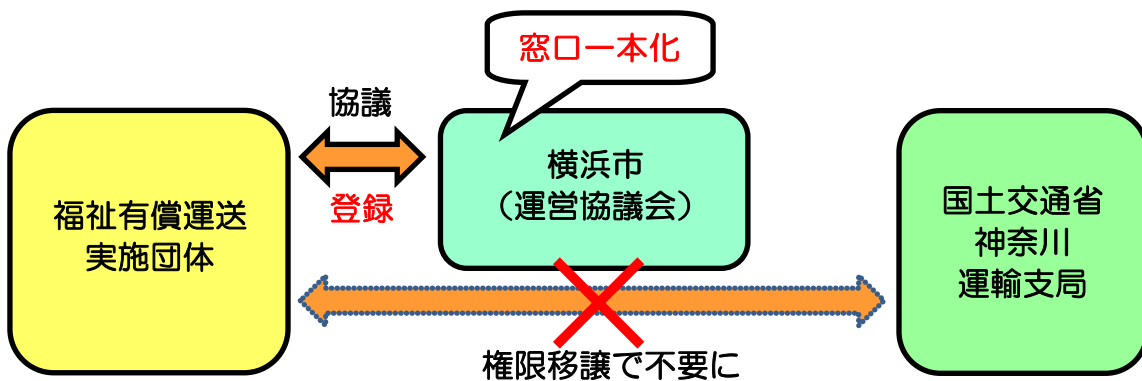 窓口一本化
協議
登録
福祉有償運送
実施団体
横浜市
（運営協議会）
国土交通省
神奈川
運輸支局
権限移譲で不要に